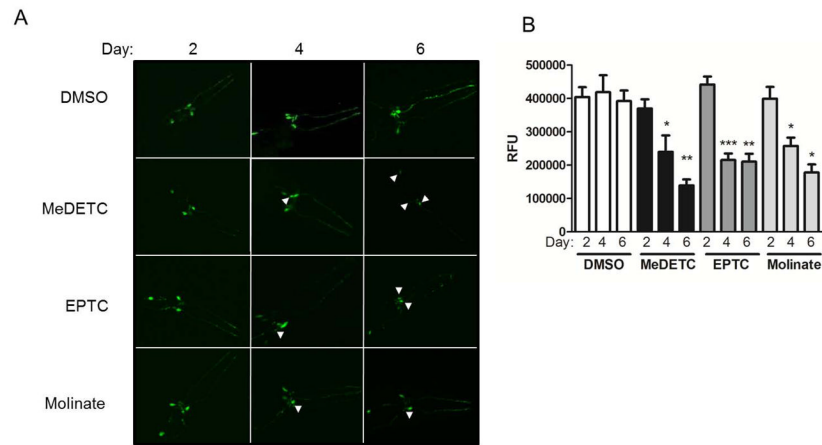 A
Day: 2 4 6
DMSO
MeDETC
EPTC
Molinate
B
500000
400000
300000
200000
100000
0
RFU
* ** *** ** * *
Day: 2 4 6 2 4 6 2 4 6 2 4 6
DMSO MeDETC EPTC Molinate